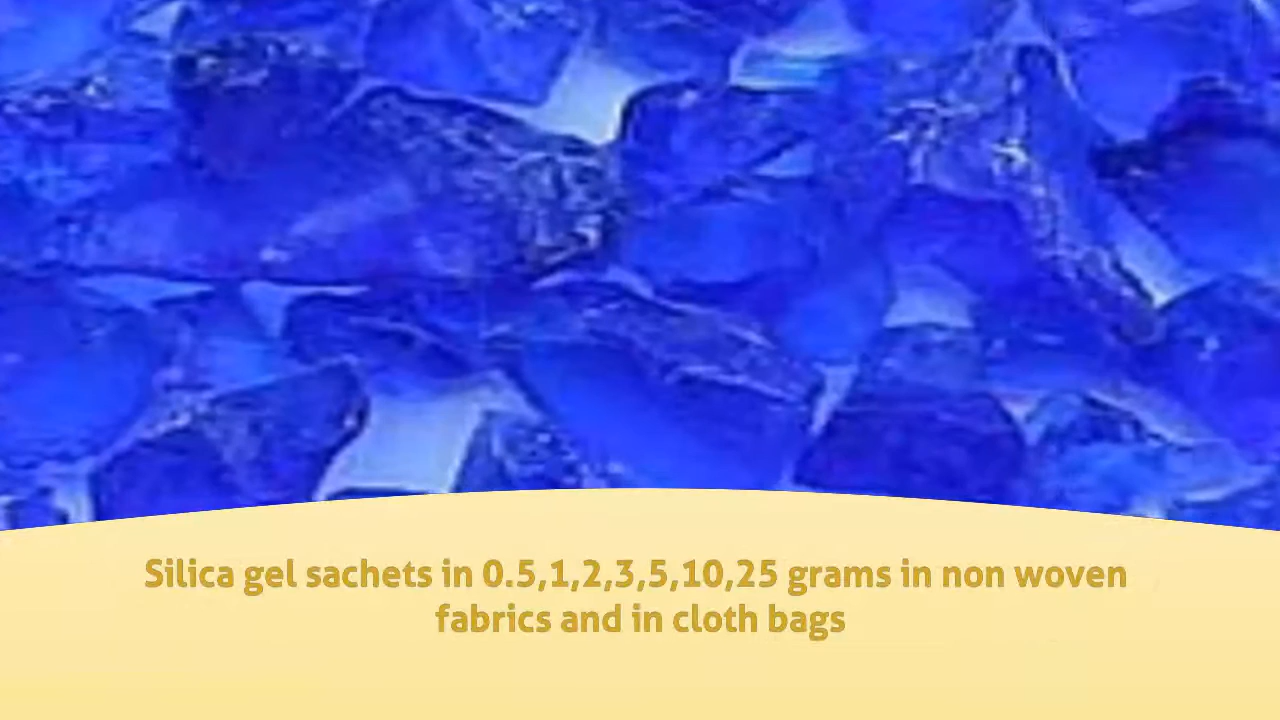 Silica gel sachets in 0.5,1,2,3,5,10,25 grams in non woven
fabrics and in cloth bags